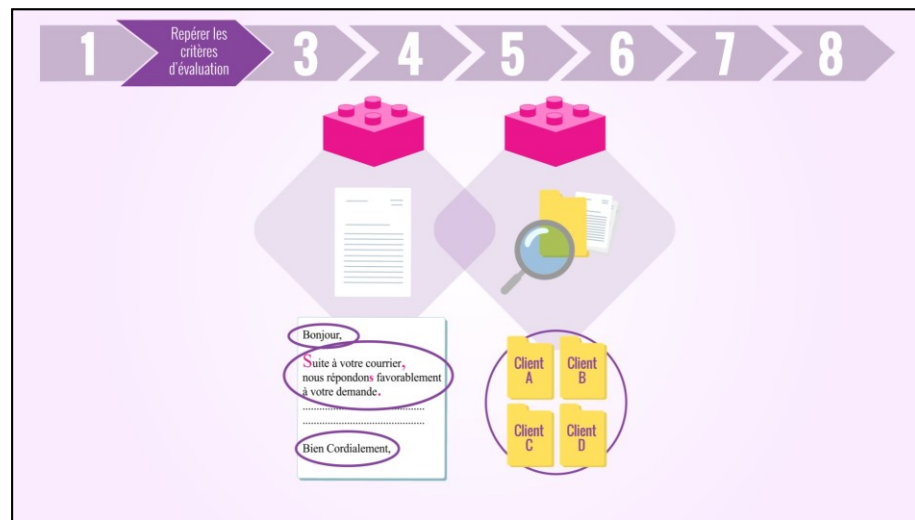 1
Repérer les
critères
d'évaluation
3
4
5
6
7
8
Bonjour,
Suite à votre courrier,
nous répondons favorablement
à votre demande.
.............................................
.............................................
Bien Cordialement,
Client
A
Client
B
Client
C
Client
D